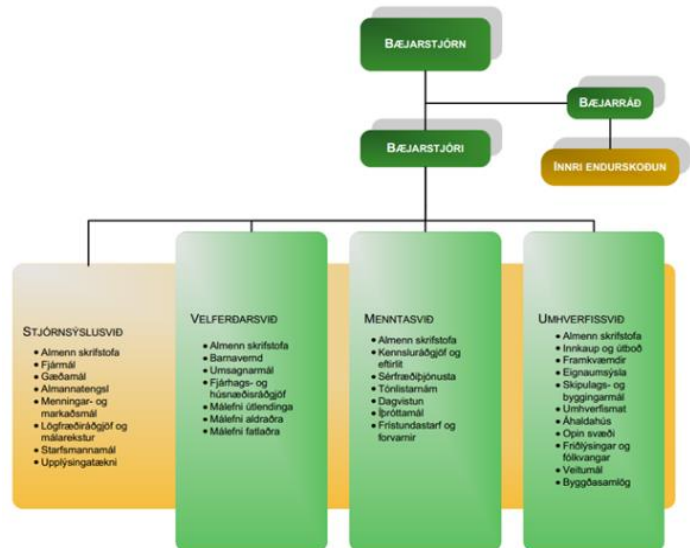 BÆJARSTJÓRN
BÆJARRÁÐ
BÆJARSTJÓRI
INNRI ENDURSKOÐUN
STJÓRNSÝSLUSVIÐ
• Almenn skrifstofa
• Fjármál
• Gæðamál
• Almannatengsl
• Menningar- og
markaðsmál
• Lögfræðiráðgjöf og
málarekstur
• Starfsmannamál
• Upplýsingatækni
VELFERÐARSVIÐ
• Almenn skrifstofa
• Barnavernd
• Umsagnarmál
• Fjárhags- og
húsnæðisráðgjöf
• Málefni útlendinga
• Málefni aldraðra
• Málefni fatlaðra
MENNTASVIÐ
• Almenn skrifstofa
• Kennsluráðgjöf og
eftirlit
• Sérfræðiþjónusta
• Tónlistarnám
• Dagvistun
• Íþróttamál
• Frístundastarf og
forvarnir
UMHVERFISSVIÐ
• Almenn skrifstofa
• Innkaup og útboð
• Framkvæmdir
• Eignaumsýsla
• Skipulags- og
byggingarmál
• Umhverfismat
• Áhaldahús
• Opin svæði
• Friðlýsingar og
fólkvangar
• Veitumál
• Byggðasamlög